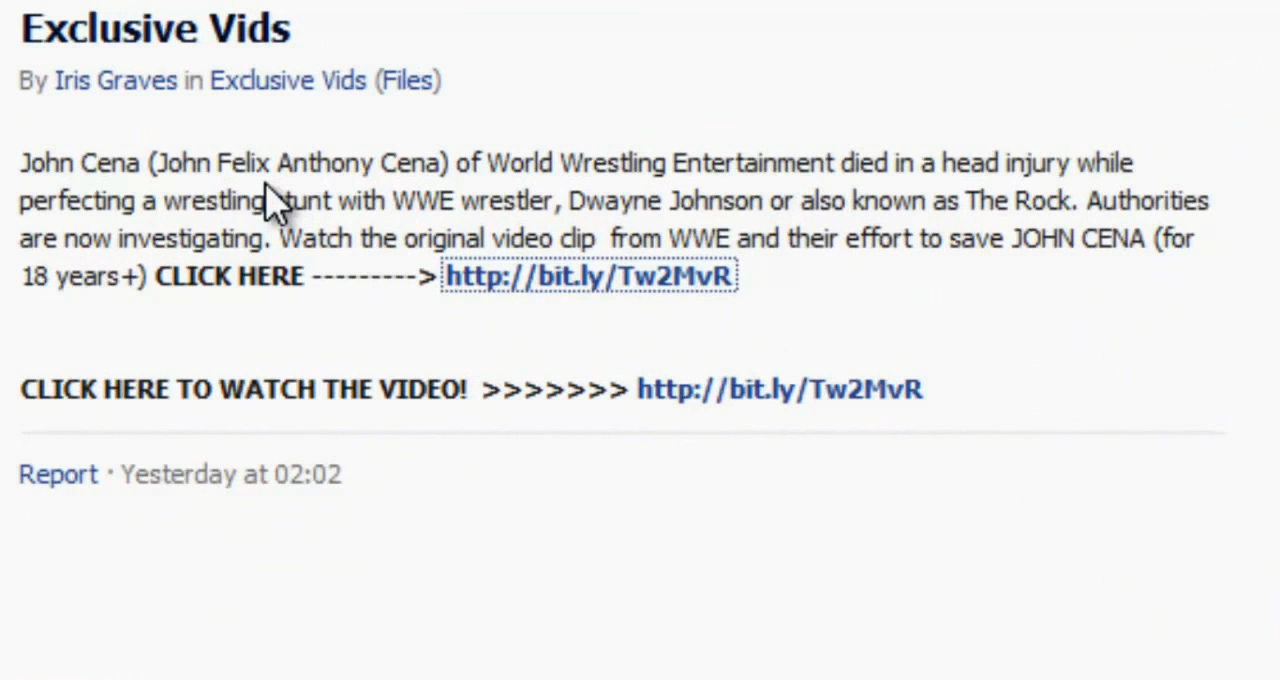 Exclusive Vids
By Iris Graves in Exclusive Vids (Files)
John Cena (John Felix Anthony Cena) of World Wrestling Entertainment died in a head injury while
perfecting a wrestling stunt with WWE wrestler, Dwayne Johnson or also known as The Rock. Authorities
are now investigating. Watch the original video clip from WWE and their effort to save JOHN CENA (for
18 years+) CLICK HERE ---------> http://bit.ly/Tw2MvR
CLICK HERE TO WATCH THE VIDEO! >>>>>>> http://bit.ly/Tw2MvR
Report · Yesterday at 02:02